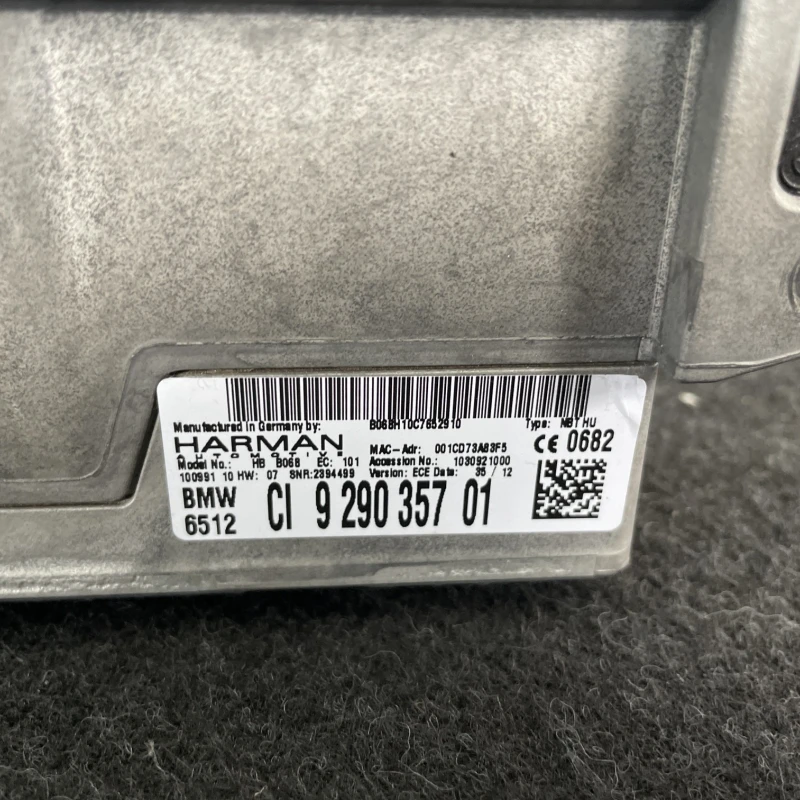 Manufactured in Germany by: B068H10C7652910 Type: NBT HU
HARMAN MAC-Adr: 001CD73A83F5 CE 0682
AUTOMOTIVE
Model No.: HB B068 EC: 101 Accession No.: 1030921000
100991 10 HW: 07 SNR:2394499 Version: ECE Date: 35 / 12
BMW CI 9 290 357 01
6512